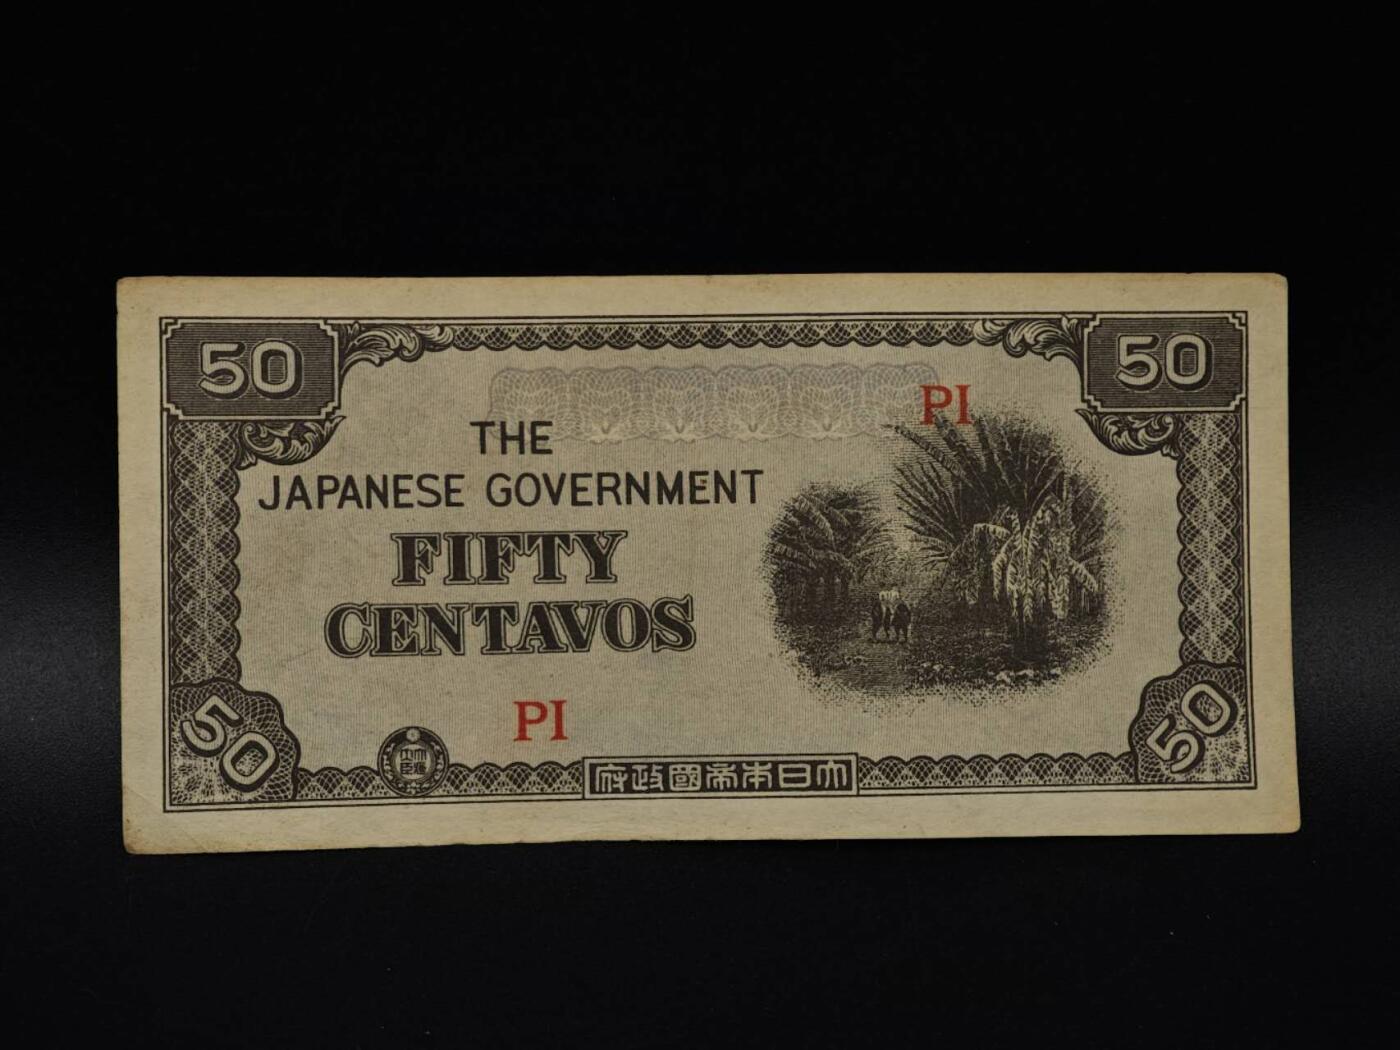 50
50
PI
THE
JAPANESE GOVERNMENT
FIFTY
CENTAVOS
PI
50
50
府政國帝本日大